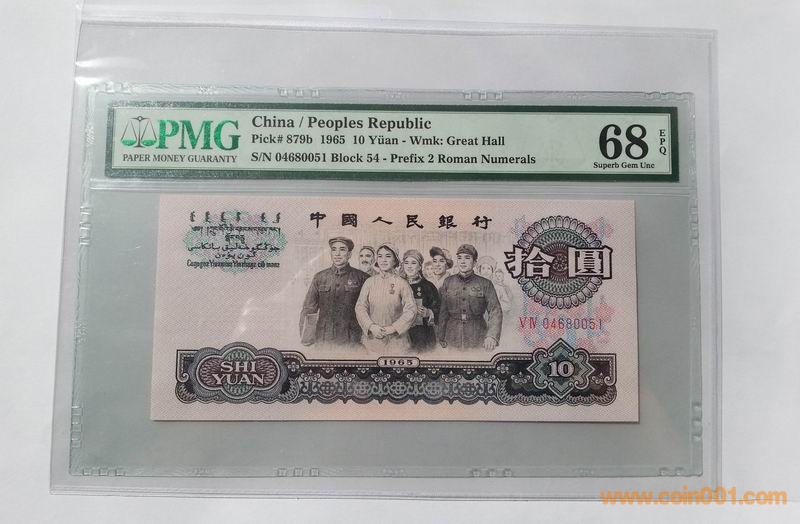 PMG
PAPER MONEY GUARANTY
China / Peoples Republic
Pick# 879b 1965 10 Yüan - Wmk: Great Hall
S/N 04680051 Block 54 - Prefix 2 Roman Numerals
68 EPQ
Superb Gem Unc
中國人民銀行
拾圓
Ⅴ Ⅳ 04680051
1965
SHI
YUAN
10
www.coin001.com